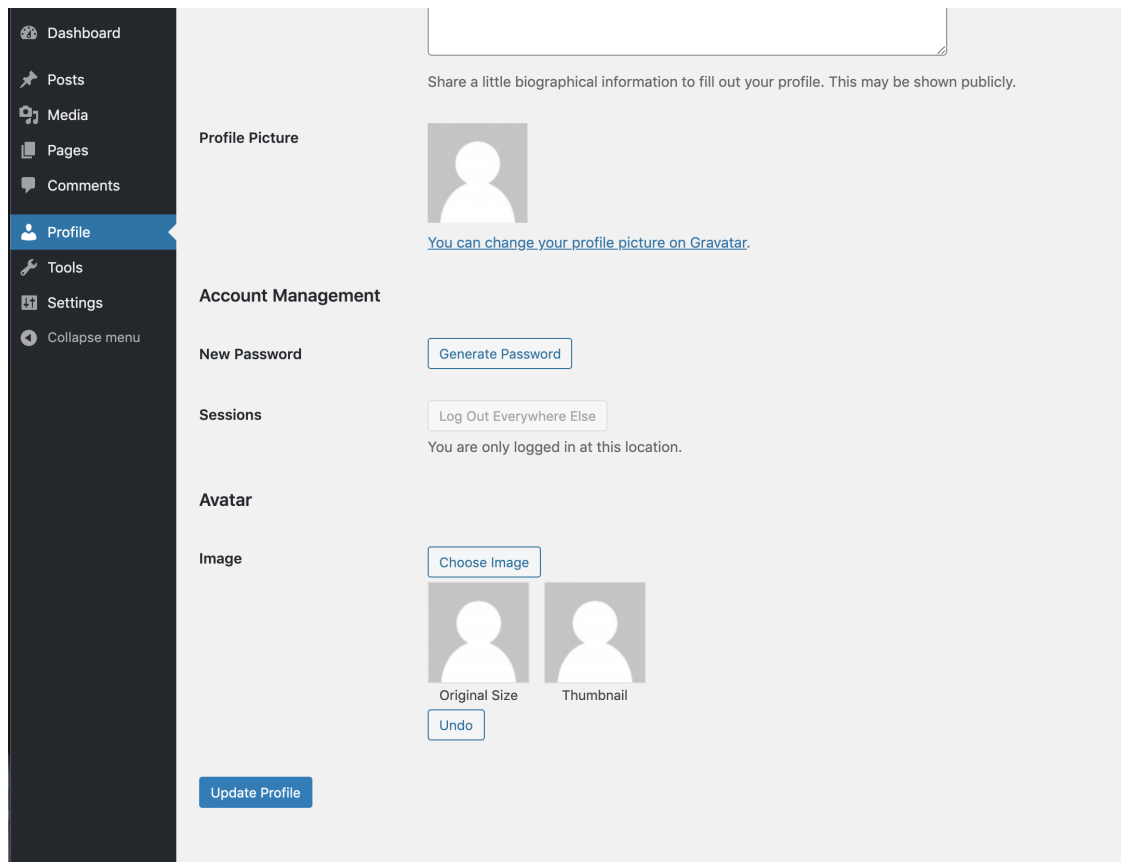 Dashboard
Posts
Media
Pages
Comments
Profile
Tools
Settings
Collapse menu
Share a little biographical information to fill out your profile. This may be shown publicly.
Profile Picture
You can change your profile picture on Gravatar.
Account Management
New Password
Generate Password
Sessions
Log Out Everywhere Else
You are only logged in at this location.
Avatar
Image
Choose Image
Original Size
Thumbnail
Undo
Update Profile